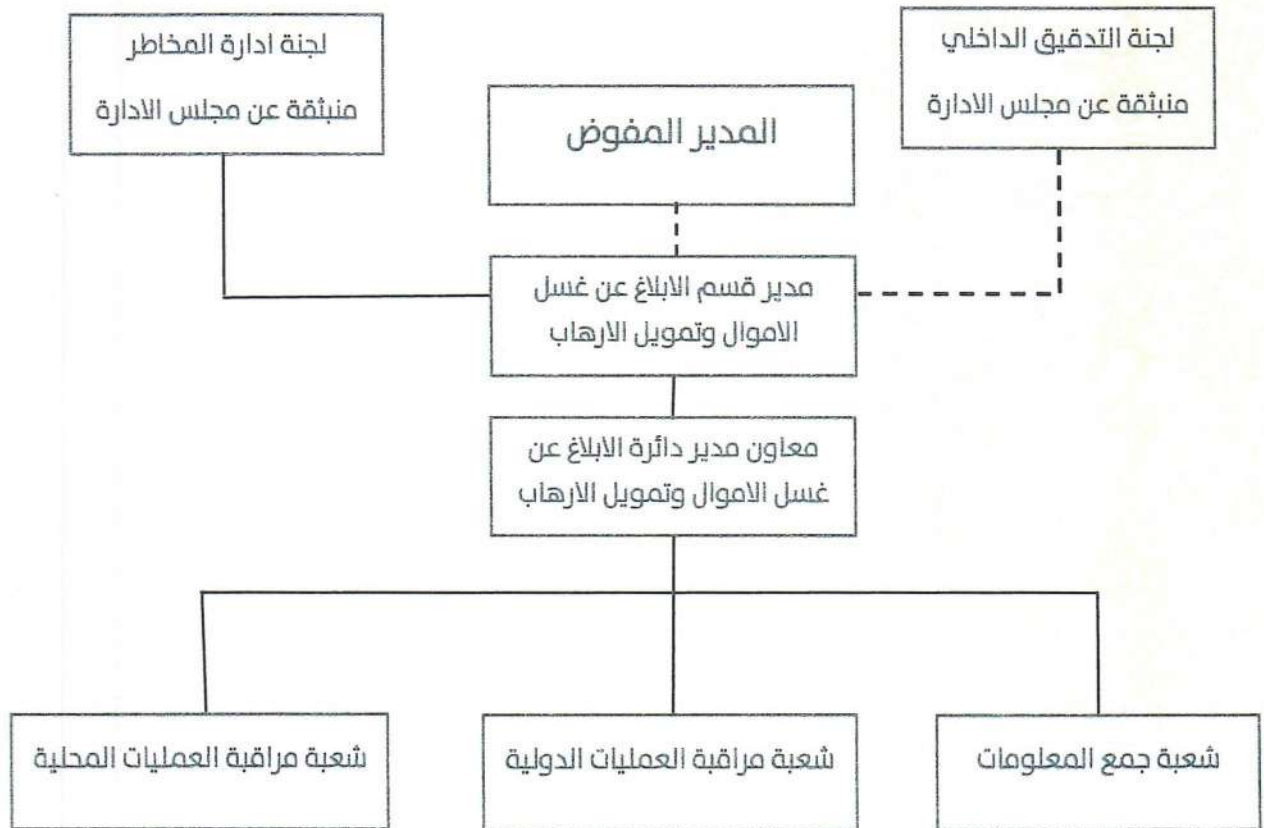 لجنة التدقيق الداخلي
منبثقة عن مجلس الادارة
المدير المفوض
لجنة ادارة المخاطر
منبثقة عن مجلس الادارة
مدير قسم الابلاغ عن غسل
الاموال وتمويل الارهاب
معاون مدير دائرة الابلاغ عن
غسل الاموال وتمويل الارهاب
شعبة جمع المعلومات
شعبة مراقبة العمليات الدولية
شعبة مراقبة العمليات المحلية